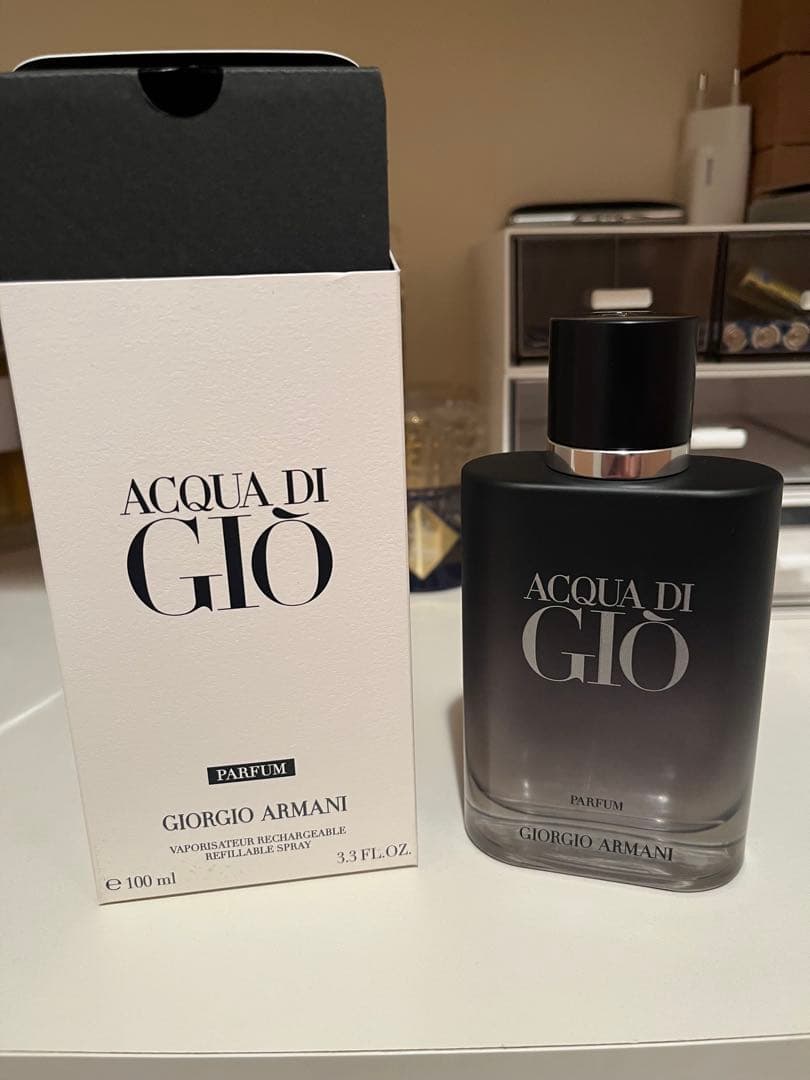 ACQUA DI
GIÒ
PARFUM
GIORGIO ARMANI
VAPORISATEUR RECHARGEABLE
REFILLABLE SPRAY
℮ 100 ml
3.3 FL.OZ.
ACQUA DI
GIÒ
PARFUM
GIORGIO ARMANI